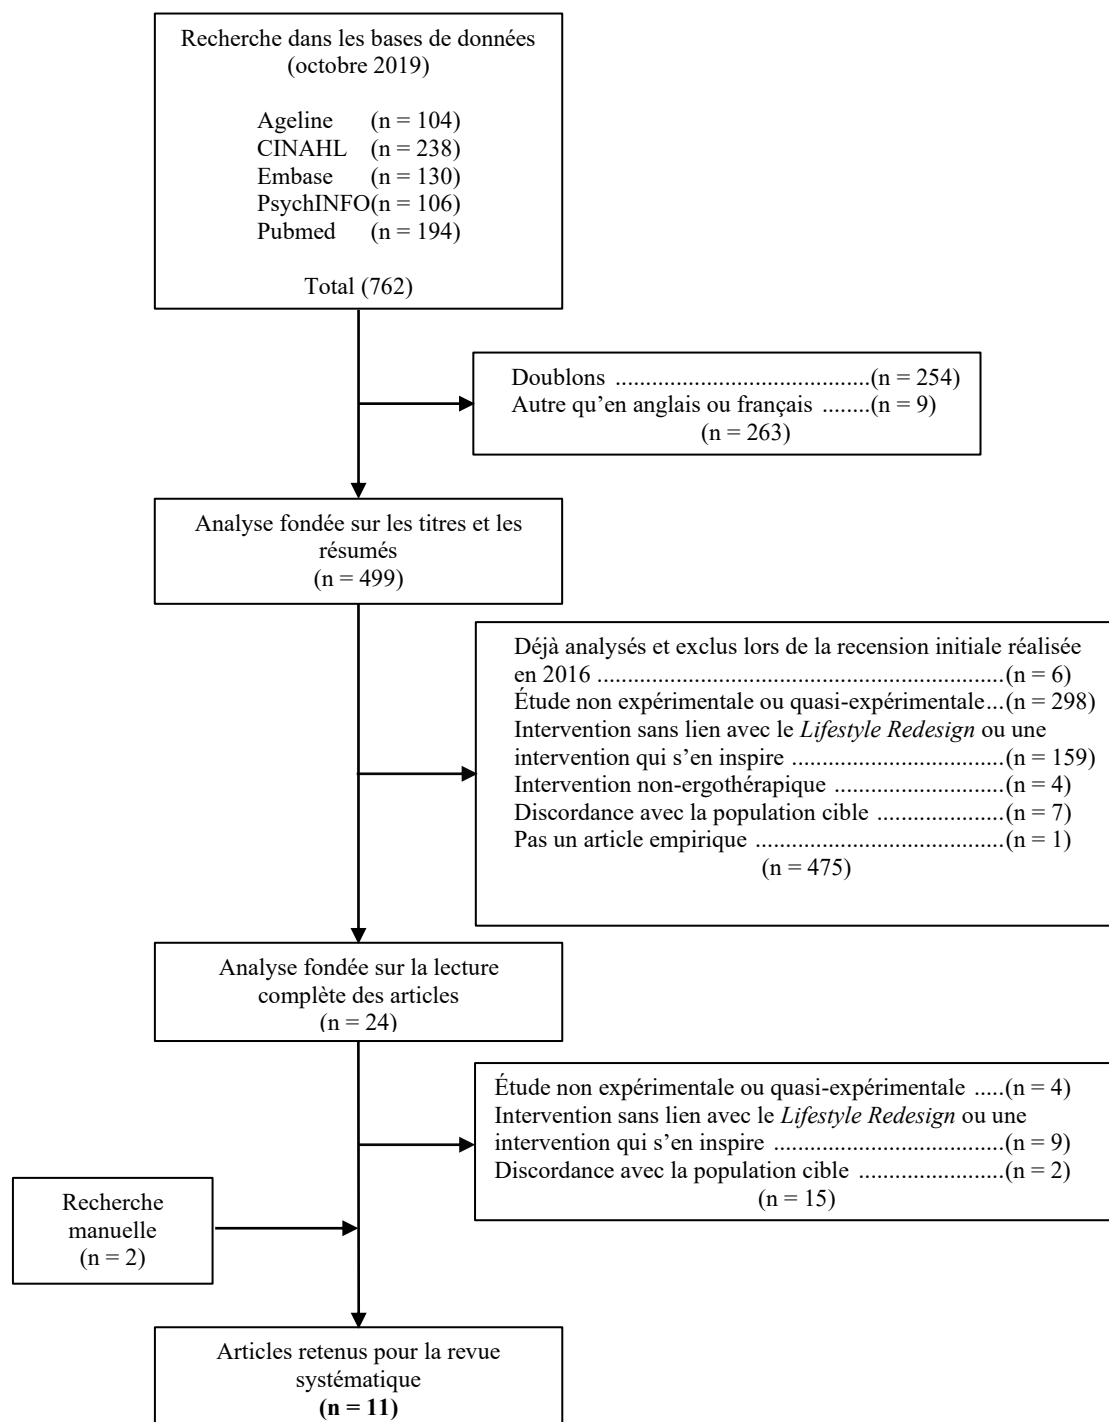 Recherche dans les bases de données
(octobre 2019)
Ageline (n = 104)
CINAHL (n = 238)
Embase (n = 130)
PsychINFO(n = 106)
Pubmed (n = 194)
Total (762)
Doublons ..........................................(n = 254)
Autre qu’en anglais ou français ........(n = 9)
(n = 263)
Analyse fondée sur les titres et les
résumés
(n = 499)
Déjà analysés et exclus lors de la recension initiale réalisée
en 2016 ...................................................................(n = 6)
Étude non expérimentale ou quasi-expérimentale...(n = 298)
Intervention sans lien avec le Lifestyle Redesign ou une
intervention qui s’en inspire ...................................(n = 159)
Intervention non-ergothérapique ............................(n = 4)
Discordance avec la population cible .....................(n = 7)
Pas un article empirique .........................................(n = 1)
(n = 475)
Analyse fondée sur la lecture
complète des articles
(n = 24)
Étude non expérimentale ou quasi-expérimentale .....(n = 4)
Intervention sans lien avec le Lifestyle Redesign ou une
intervention qui s’en inspire ......................................(n = 9)
Discordance avec la population cible ........................(n = 2)
(n = 15)
Recherche
manuelle
(n = 2)
Articles retenus pour la revue
systématique
(n = 11)